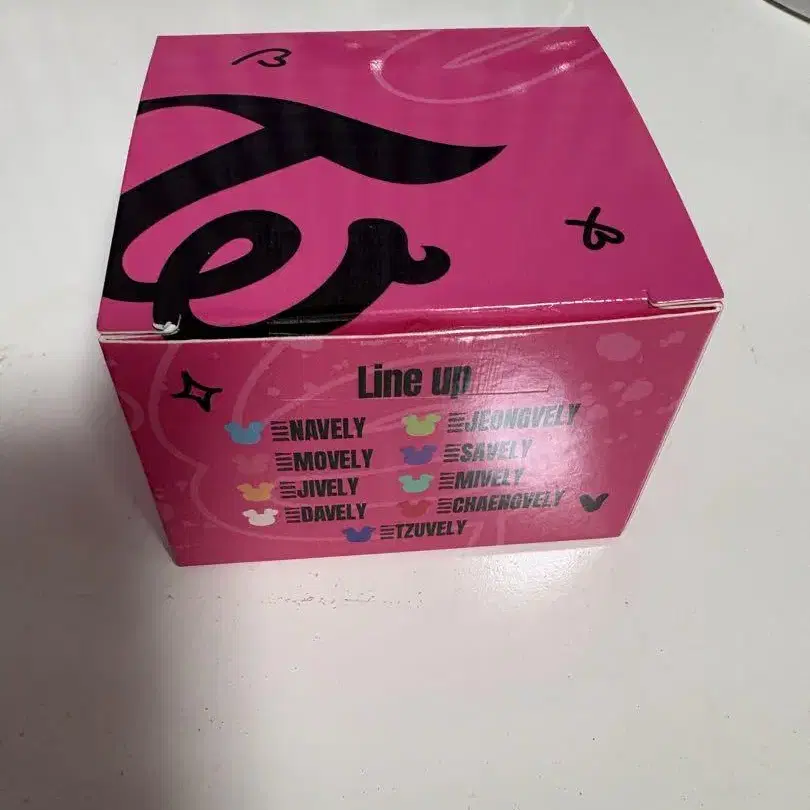 Line up
NAVELY JEONGVELY
MOVELY SAVELY
JIVELY MIVELY
DAVELY CHAENGVELY
TZUVELY